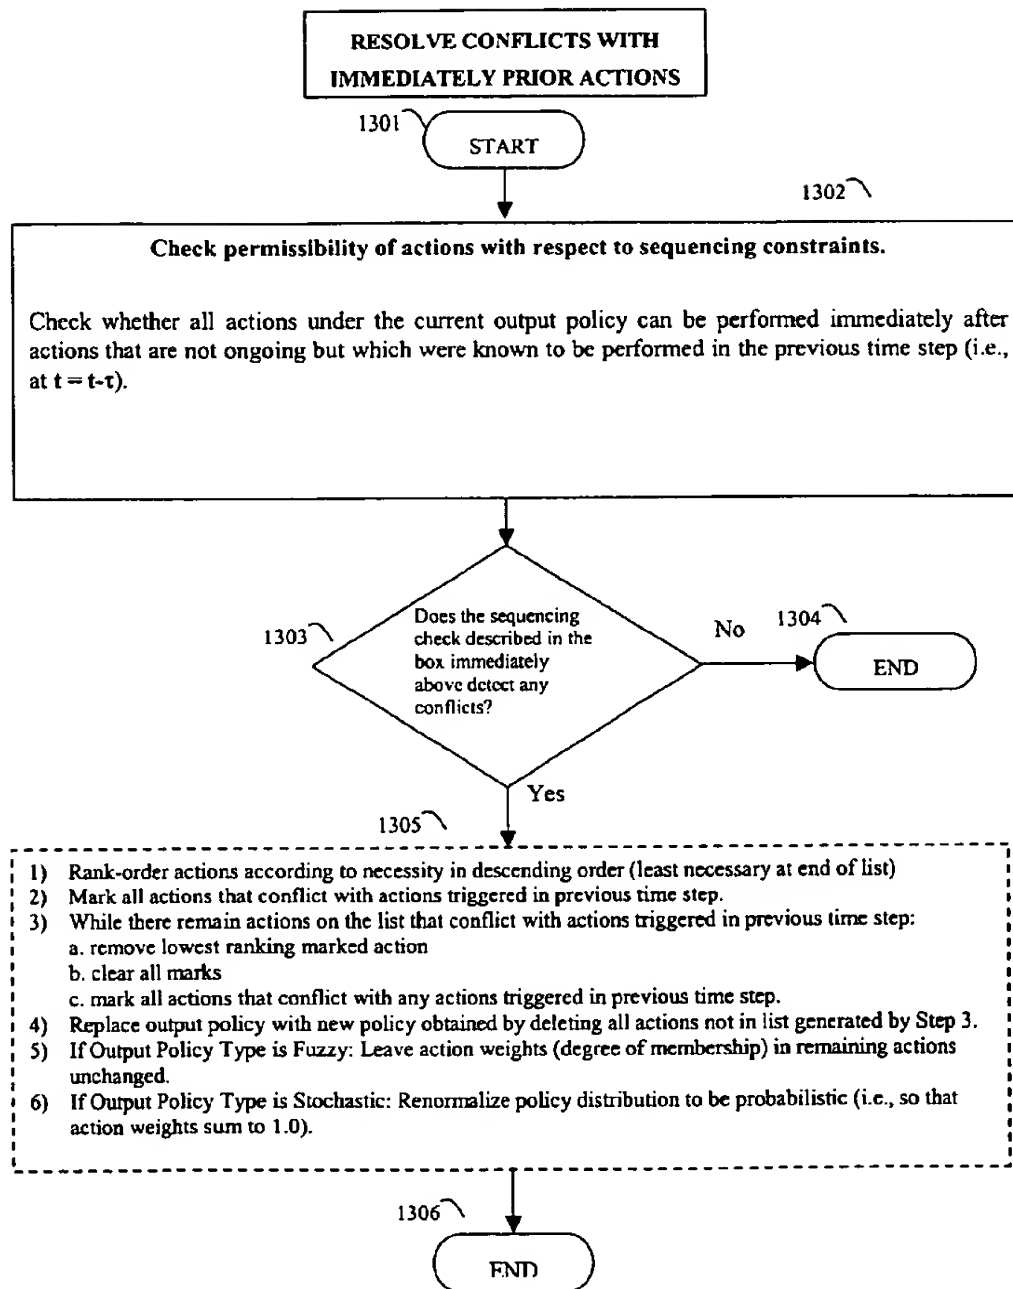 RESOLVE CONFLICTS WITH
IMMEDIATELY PRIOR ACTIONS
1301
START
1302
Check permissibility of actions with respect to sequencing constraints.
Check whether all actions under the current output policy can be performed immediately after
actions that are not ongoing but which were known to be performed in the previous time step (i.e.,
at t = t-τ).
1303
Does the sequencing
check described in the
box immediately
above detect any
conflicts?
No
1304
END
Yes
1305
1) Rank-order actions according to necessity in descending order (least necessary at end of list)
2) Mark all actions that conflict with actions triggered in previous time step.
3) While there remain actions on the list that conflict with actions triggered in previous time step:
a. remove lowest ranking marked action
b. clear all marks
c. mark all actions that conflict with any actions triggered in previous time step.
4) Replace output policy with new policy obtained by deleting all actions not in list generated by Step 3.
5) If Output Policy Type is Fuzzy: Leave action weights (degree of membership) in remaining actions
unchanged.
6) If Output Policy Type is Stochastic: Renormalize policy distribution to be probabilistic (i.e., so that
action weights sum to 1.0).
1306
END